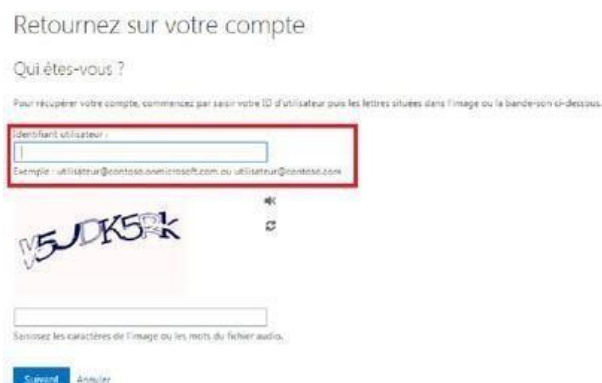 Retournez sur votre compte
Qui êtes-vous ?
Pour récupérer votre compte, commencez par saisir votre ID d'utilisateur puis les lettres situées dans l'image ou la bande-son ci-dessous.
Identifiant utilisateur :
Exemple : utilisateur@contoso.onmicrosoft.com ou utilisateur@contoso.com
V5JDK5Rk
Saisissez les caractères de l'image ou les mots du fichier audio.
Suivant Annuler